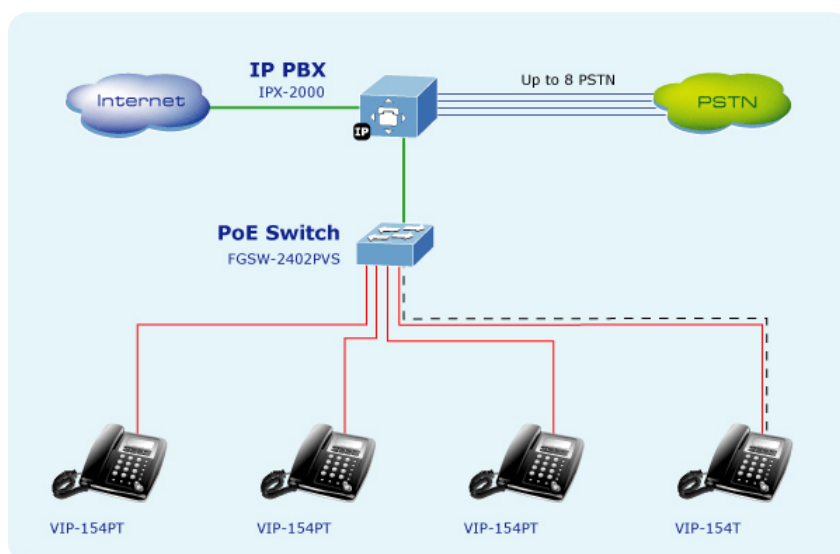 IP PBX
IPX-2000
Internet
Up to 8 PSTN
PSTN
IP
PoE Switch
FGSW-2402PVS
VIP-154PT
VIP-154PT
VIP-154PT
VIP-154T